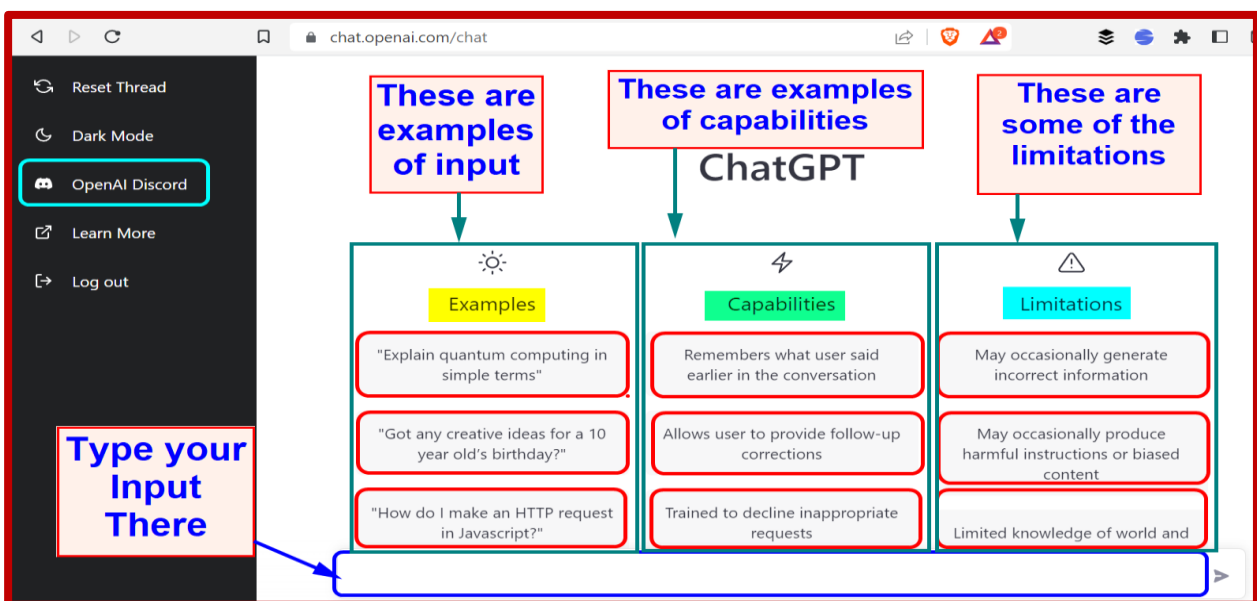 chat.openai.com/chat
2
Reset Thread
Dark Mode
OpenAI Discord
Learn More
Log out
These are
examples
of input
These are examples
of capabilities
These are
some of the
limitations
ChatGPT
Examples
"Explain quantum computing in
simple terms"
"Got any creative ideas for a 10
year old's birthday?"
"How do I make an HTTP request
in Javascript?"
Capabilities
Remembers what user said
earlier in the conversation
Allows user to provide follow-up
corrections
Trained to decline inappropriate
requests
Limitations
May occasionally generate
incorrect information
May occasionally produce
harmful instructions or biased
content
Limited knowledge of world and
Type your
Input
There